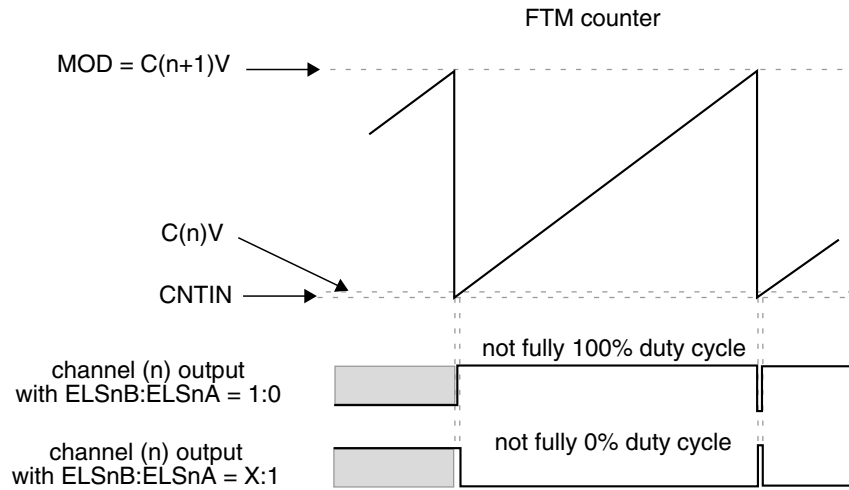 FTM counter
MOD = C(n+1)V
C(n)V
CNTIN
not fully 100% duty cycle
channel (n) output
with ELSnB:ELSnA = 1:0
not fully 0% duty cycle
channel (n) output
with ELSnB:ELSnA = X:1